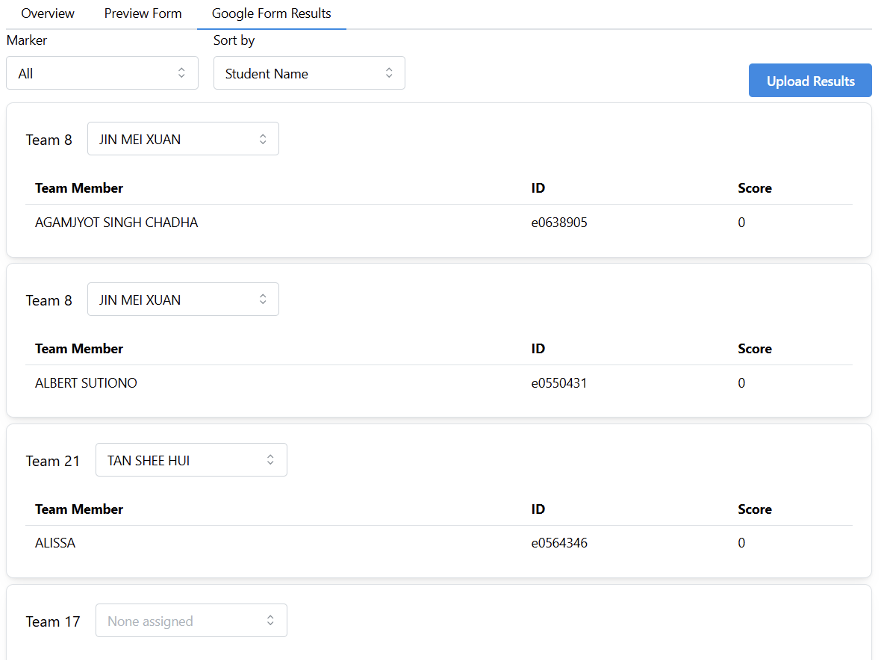 Overview Preview Form Google Form Results
Marker Sort by
All Student Name Upload Results
Team 8 JIN MEI XUAN
Team Member ID Score
AGAMJYOT SINGH CHADHA e0638905 0
Team 8 JIN MEI XUAN
Team Member ID Score
ALBERT SUTIONO e0550431 0
Team 21 TAN SHEE HUI
Team Member ID Score
ALISSA e0564346 0
Team 17 None assigned